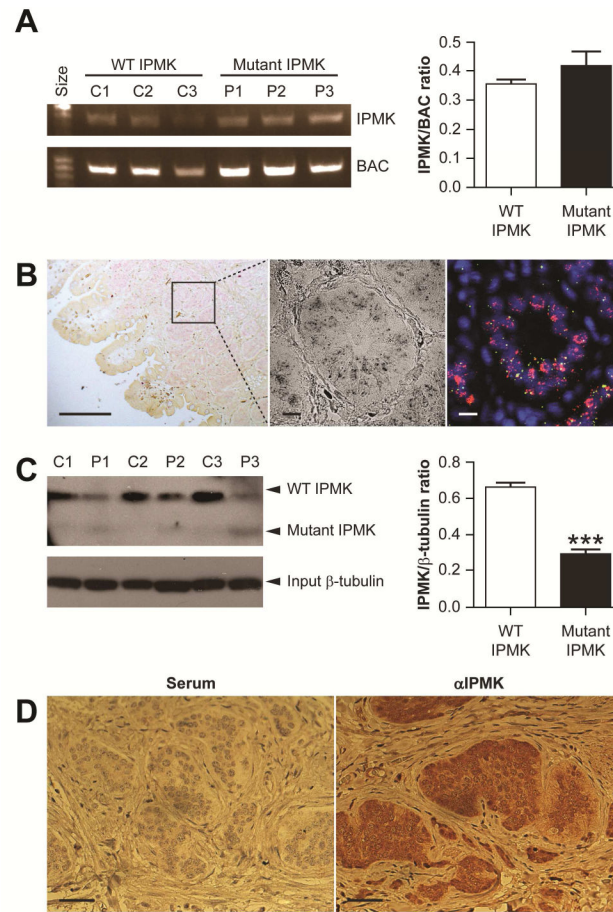 A
Size
WT IPMK
Mutant IPMK
C1 C2 C3 P1 P2 P3
IPMK
BAC
IPMK/BAC ratio
0.5
0.4
0.3
0.2
0.1
0.0
WT IPMK
Mutant IPMK
B
C
C1 P1 C2 P2 C3 P3
WT IPMK
Mutant IPMK
Input β-tubulin
IPMK/β-tubulin ratio
0.8
0.6
0.4
0.2
0.0
***
WT IPMK
Mutant IPMK
D
Serum
αIPMK